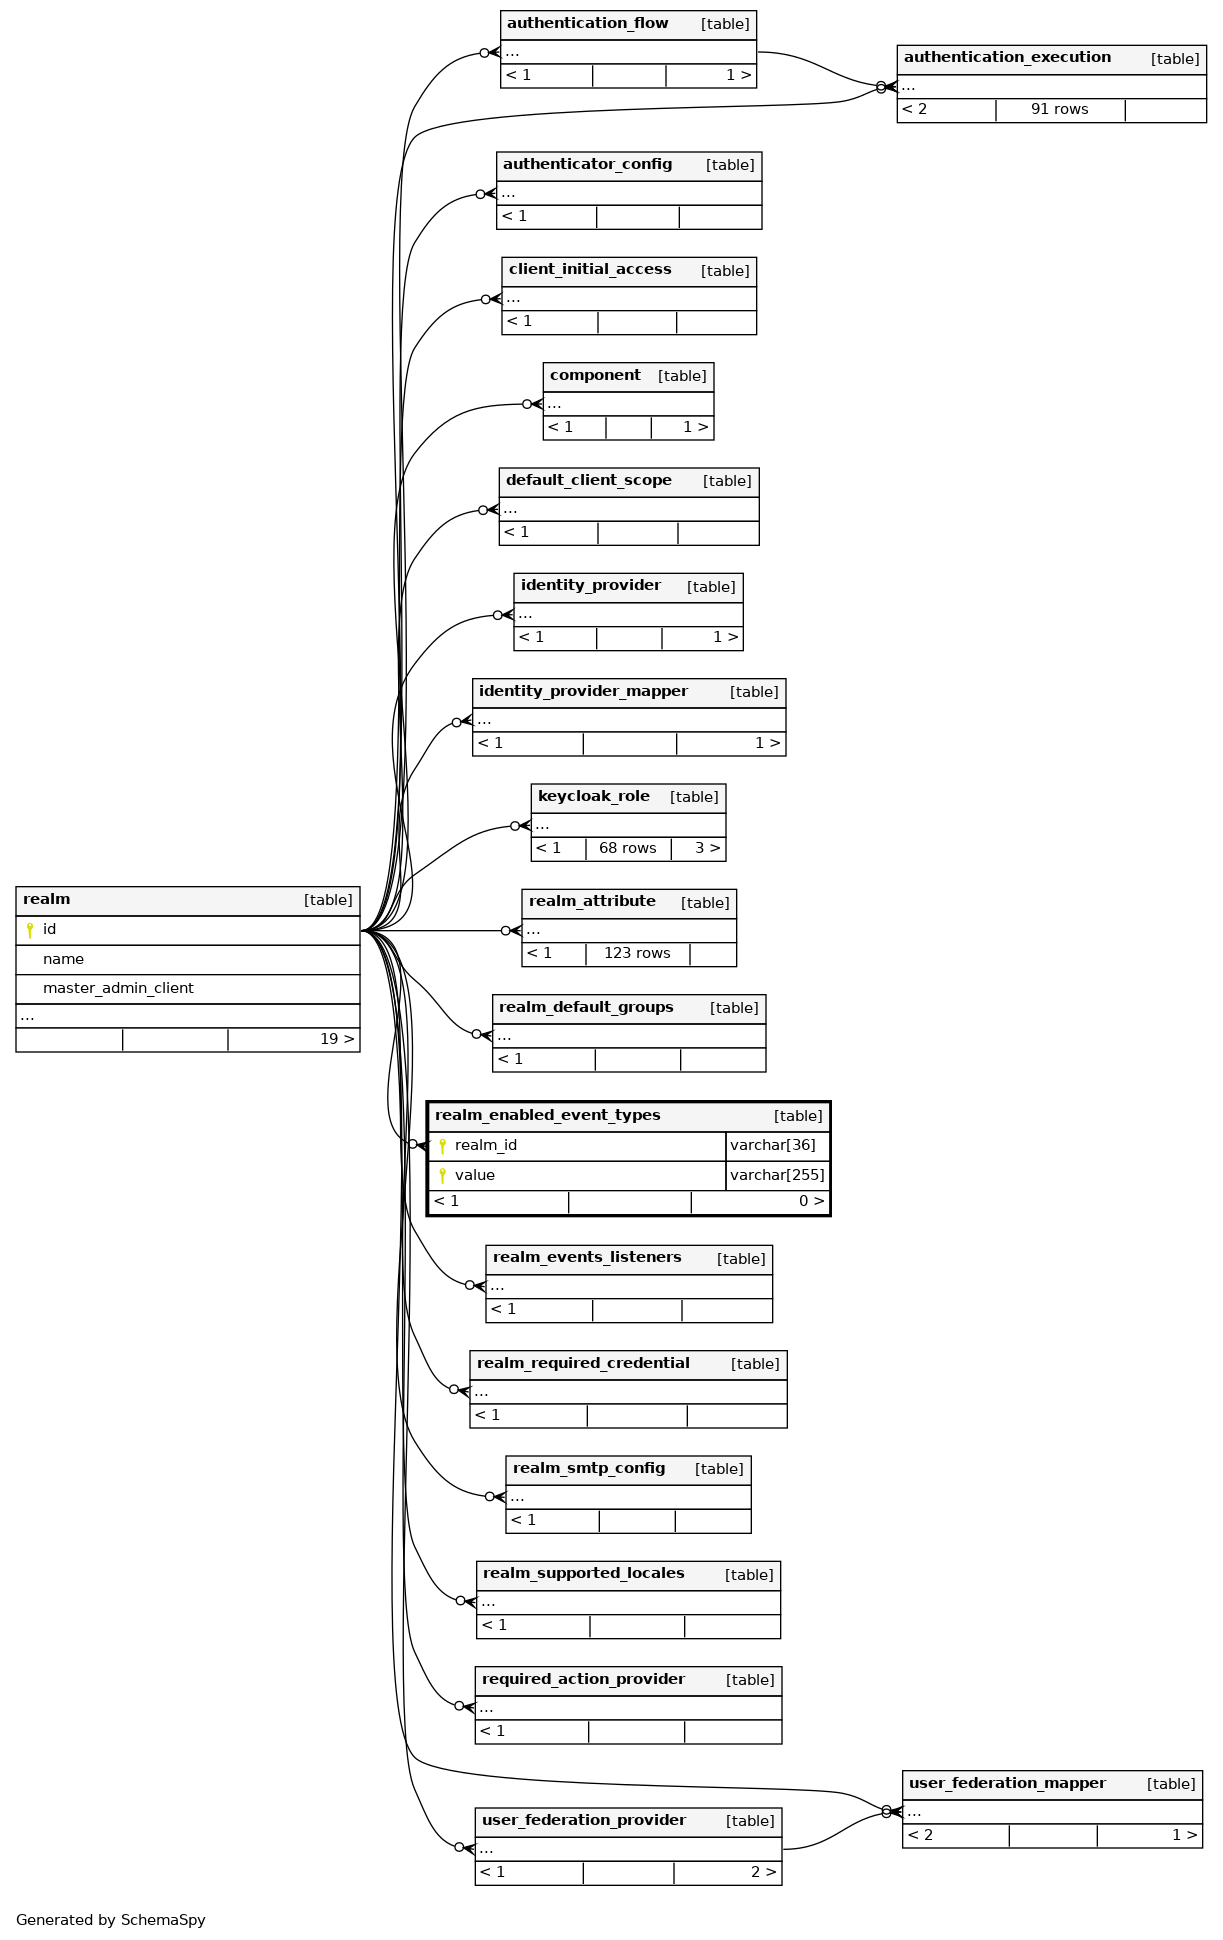 authentication_flow [table]
...
< 1 1 >
authentication_execution [table]
...
< 2 91 rows
authenticator_config [table]
...
< 1
client_initial_access [table]
...
< 1
component [table]
...
< 1 1 >
default_client_scope [table]
...
< 1
identity_provider [table]
...
< 1 1 >
identity_provider_mapper [table]
...
< 1 1 >
keycloak_role [table]
...
< 1 68 rows 3 >
realm [table]
id
name
master_admin_client
...
19 >
realm_attribute [table]
...
< 1 123 rows
realm_default_groups [table]
...
< 1
realm_enabled_event_types [table]
realm_id varchar[36]
value varchar[255]
< 1 0 >
realm_events_listeners [table]
...
< 1
realm_required_credential [table]
...
< 1
realm_smtp_config [table]
...
< 1
realm_supported_locales [table]
...
< 1
required_action_provider [table]
...
< 1
user_federation_mapper [table]
...
< 2 1 >
user_federation_provider [table]
...
< 1 2 >
Generated by SchemaSpy